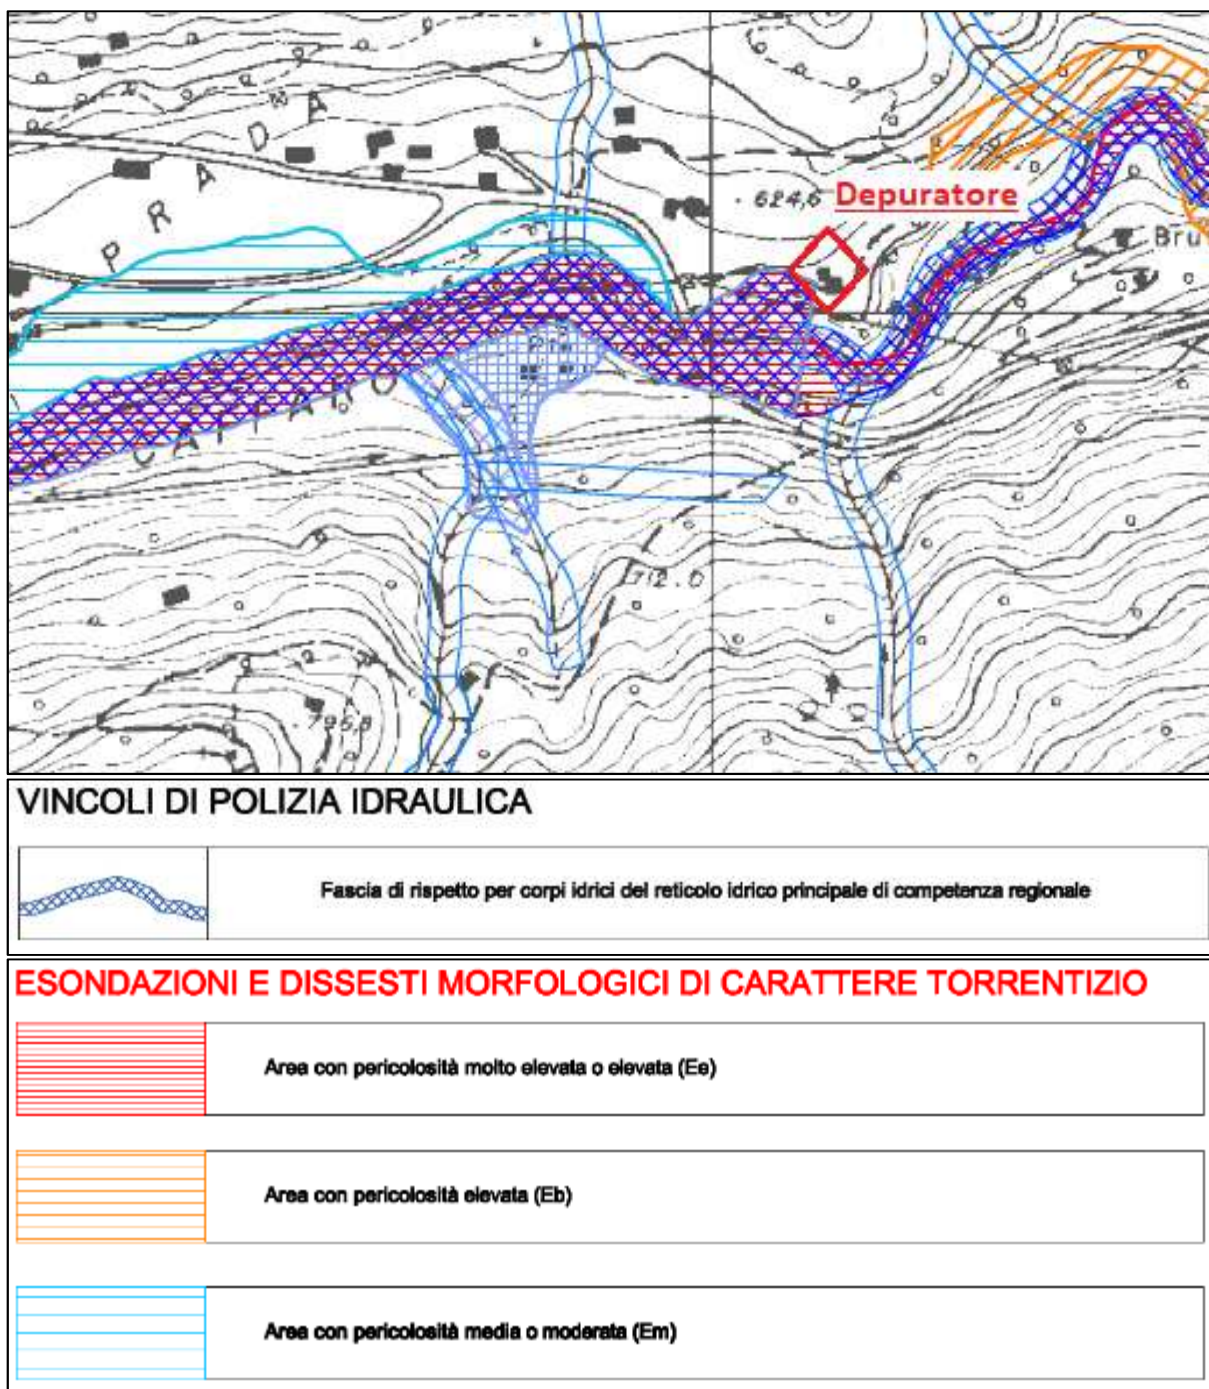 PRADA
624,6
Depuratore
Bru
CAFFARO
712.0
795,8
VINCOLI DI POLIZIA IDRAULICA
Fascia di rispetto per corpi idrici del reticolo idrico principale di competenza regionale
ESONDAZIONI E DISSESTI MORFOLOGICI DI CARATTERE TORRENTIZIO
Area con pericolosità molto elevata o elevata (Ee)
Area con pericolosità elevata (Eb)
Area con pericolosità media o moderata (Em)